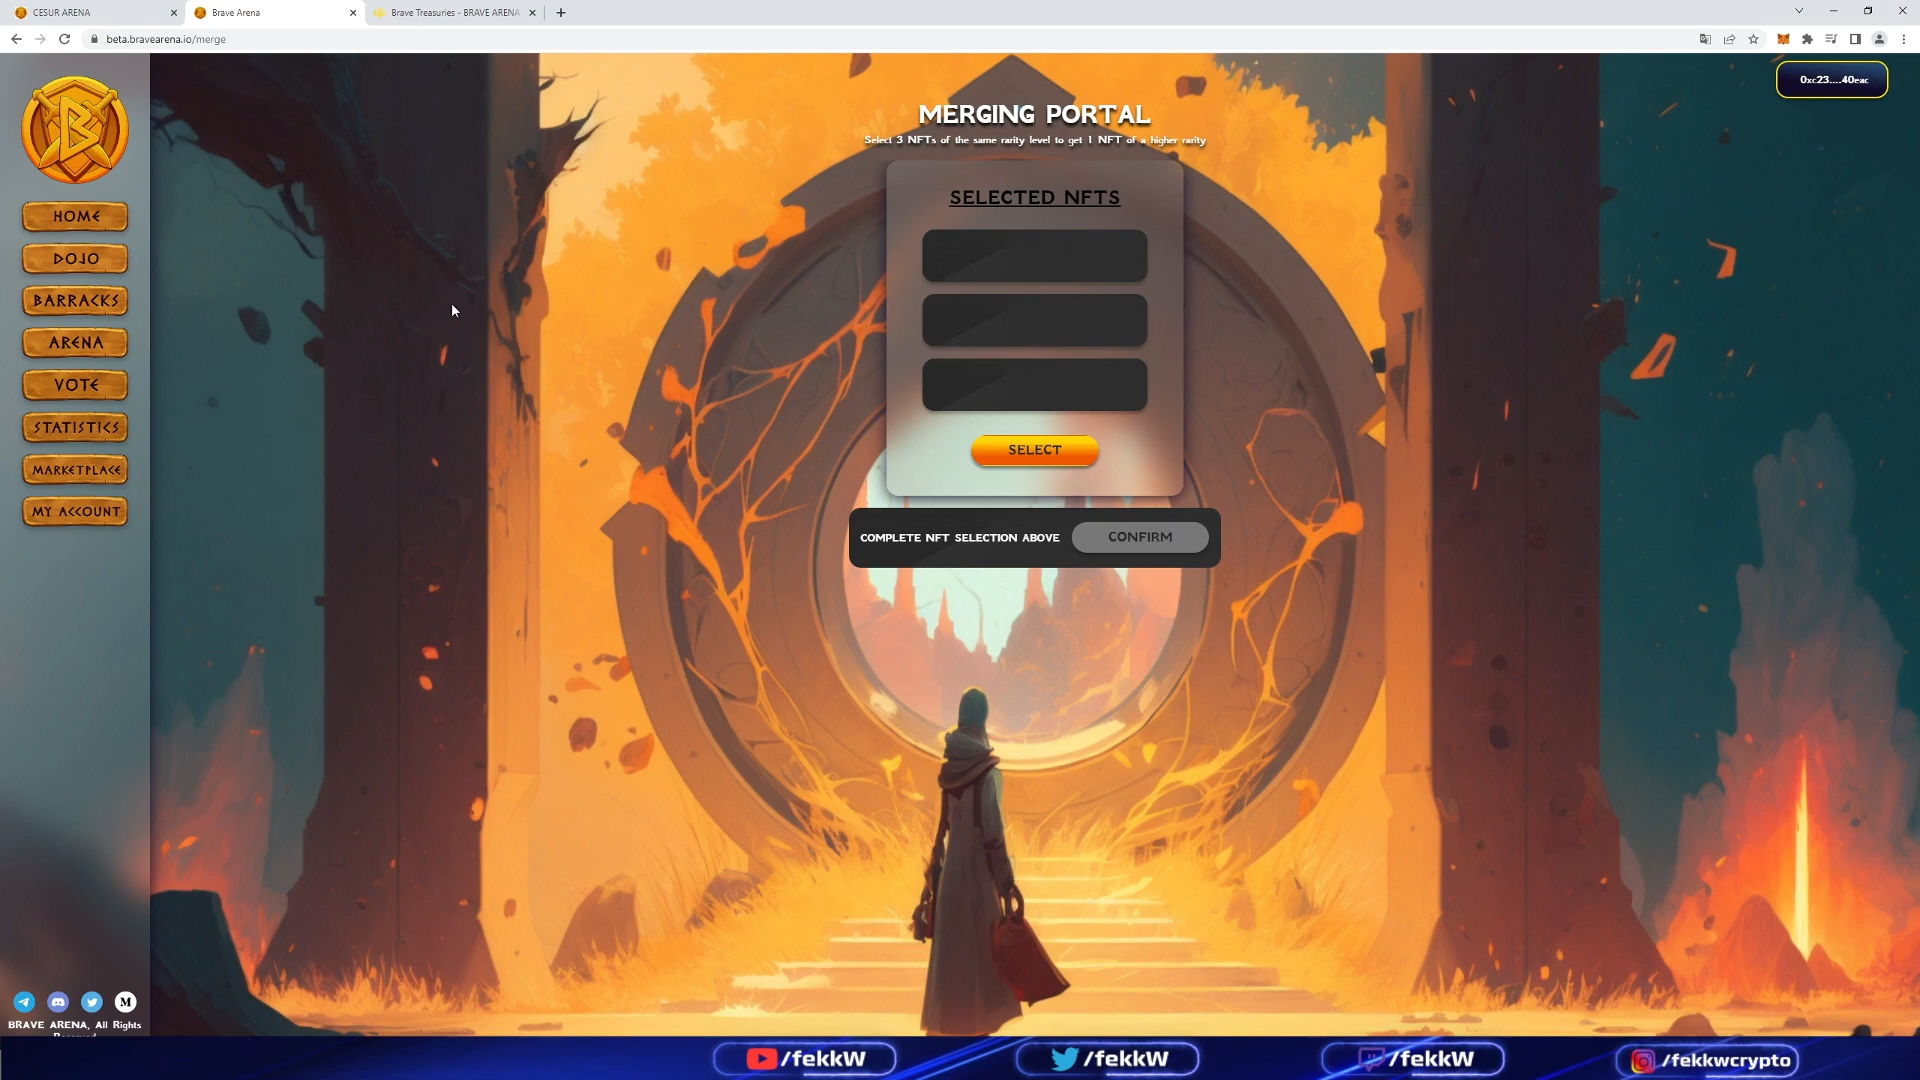 CESUR ARENA
Brave Arena
Brave Treasuries - BRAVE ARENA
beta.bravearena.io/merge
0xc23....40eac
MERGING PORTAL
Select 3 NFTs of the same rarity level to get 1 NFT of a higher rarity
SELECTED NFTS
SELECT
COMPLETE NFT SELECTION ABOVE
CONFIRM
B
HOME
DOJO
BARRACKS
ARENA
VOTE
STATISTICS
MARKETPLACE
MY ACCOUNT
M
BRAVE ARENA, All Rights
Reserved
/fekkW
/fekkW
/fekkW
/fekkwcrypto